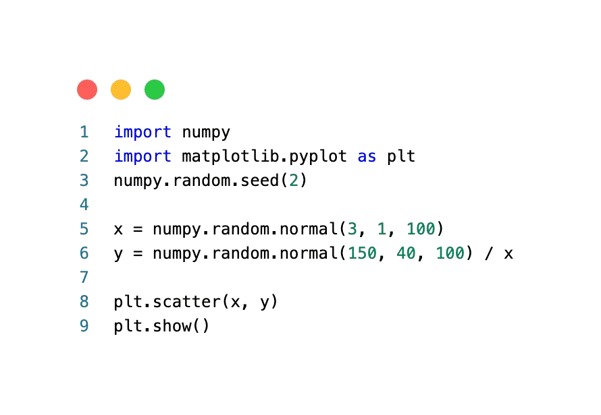 1 import numpy
2 import matplotlib.pyplot as plt
3 numpy.random.seed(2)
4
5 x = numpy.random.normal(3, 1, 100)
6 y = numpy.random.normal(150, 40, 100) / x
7
8 plt.scatter(x, y)
9 plt.show()